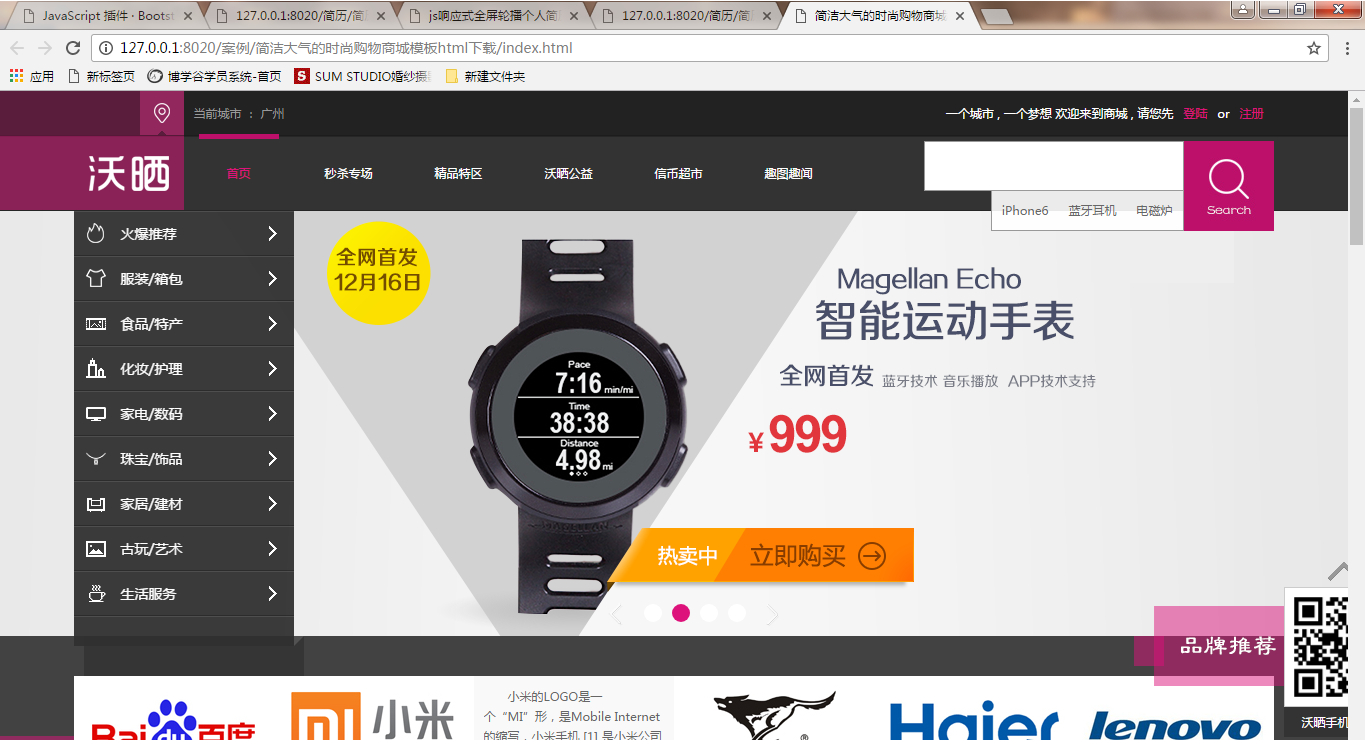 JavaScript 插件 · Bootst
127.0.0.1:8020/简历/简
js响应式全屏轮播个人简
127.0.0.1:8020/简历/简
简洁大气的时尚购物商城
127.0.0.1:8020/案例/简洁大气的时尚购物商城模板html下载/index.html
应用
新标签页
博学谷学员系统-首页
S
SUM STUDIO婚纱摄
新建文件夹
当前城市 : 广州
一个城市 , 一个梦想 欢迎来到商城 , 请您先 登陆 or 注册
沃晒
首页
秒杀专场
精品特区
沃晒公益
信币超市
趣图趣闻
Search
iPhone6
蓝牙耳机
电磁炉
火爆推荐
服装/箱包
食品/特产
化妆/护理
家电/数码
珠宝/饰品
家居/建材
古玩/艺术
生活服务
全网首发
12月16日
Pace
7:16 min/mi
Time
38:38
Distance
4.98 mi
MAGELLAN
Magellan Echo
智能运动手表
全网首发 蓝牙技术 音乐播放 APP技术支持
¥999
热卖中
立即购买
品牌推荐
沃晒手机
Bai du 百度
小米
小米的LOGO是一
个“MI”形，是Mobile Internet
的缩写，小米手机 [1] 是小米公司
®
Haier
lenovo